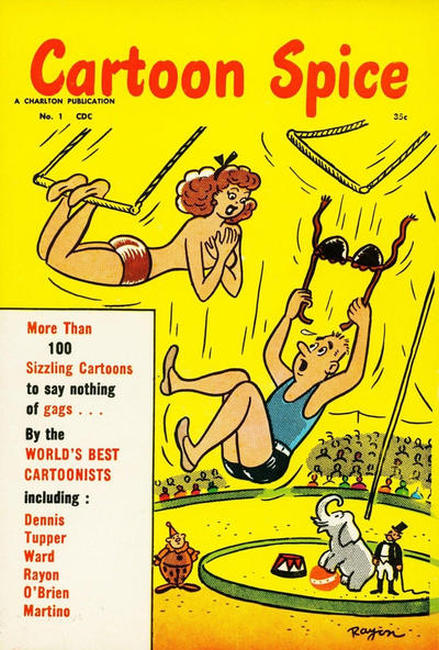 Cartoon Spice
A CHARLTON PUBLICATION
No. 1 CDC 35c
More Than
100
Sizzling Cartoons
to say nothing
of gags . . .
By the
WORLD'S BEST
CARTOONISTS
including :
Dennis
Tupper
Ward
Rayon
O'Brien
Martino
Rayon